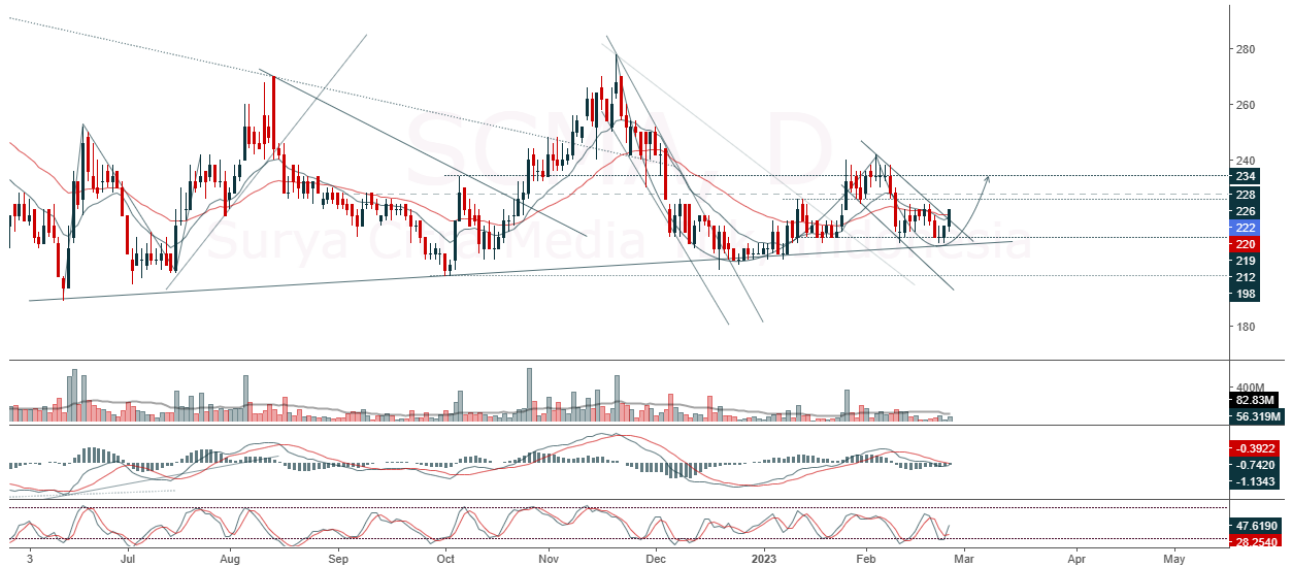 SCMA D
Surya Citra Media Tbk Indonesia
280
260
240
234
228
226
222
220
219
212
198
180
400M
82.83M
56.319M
-0.3922
-0.7420
-1.1343
47.6190
28.2540
3 Jul Aug Sep Oct Nov Dec 2023 Feb Mar Apr May